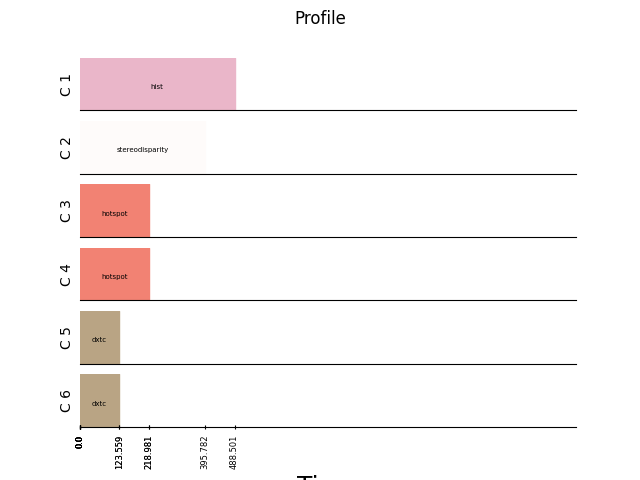 Profile
C 1
hist
C 2
stereodisparity
C 3
hotspot
C 4
hotspot
C 5
dxtc
C 6
dxtc
0.0
123.559
218.981
395.782
488.501